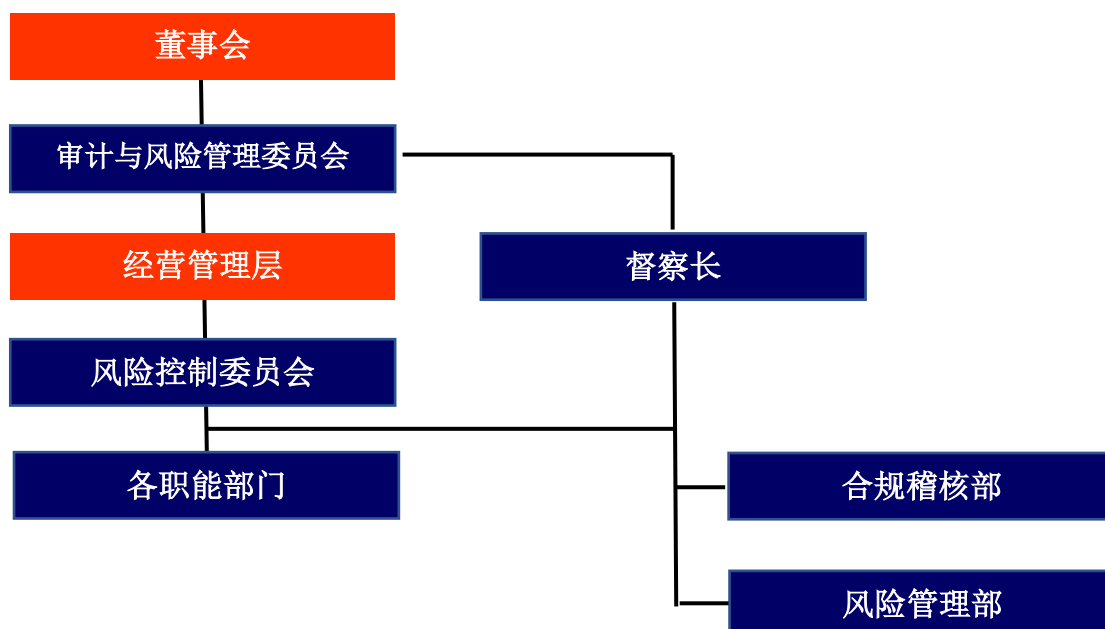 董事会
审计与风险管理委员会
经营管理层
督察长
风险控制委员会
各职能部门
合规稽核部
风险管理部